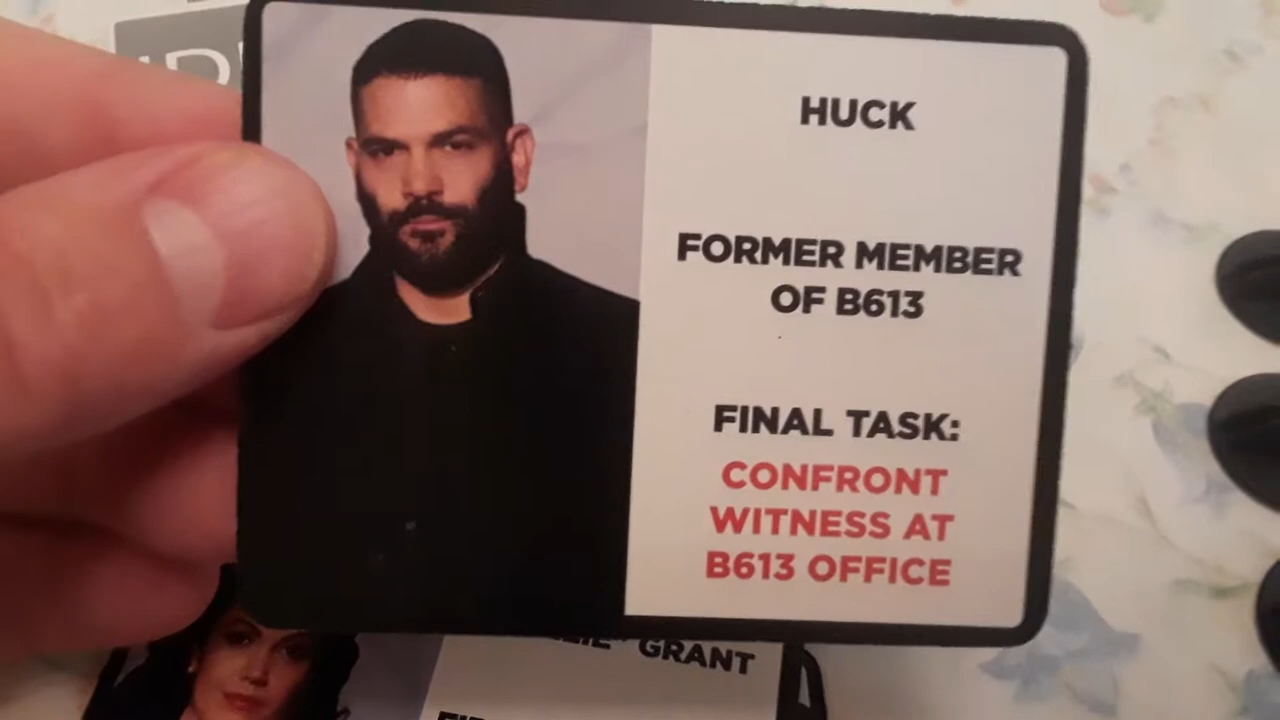 HUCK
FORMER MEMBER
OF B613
FINAL TASK:
CONFRONT
WITNESS AT
B613 OFFICE
GRANT